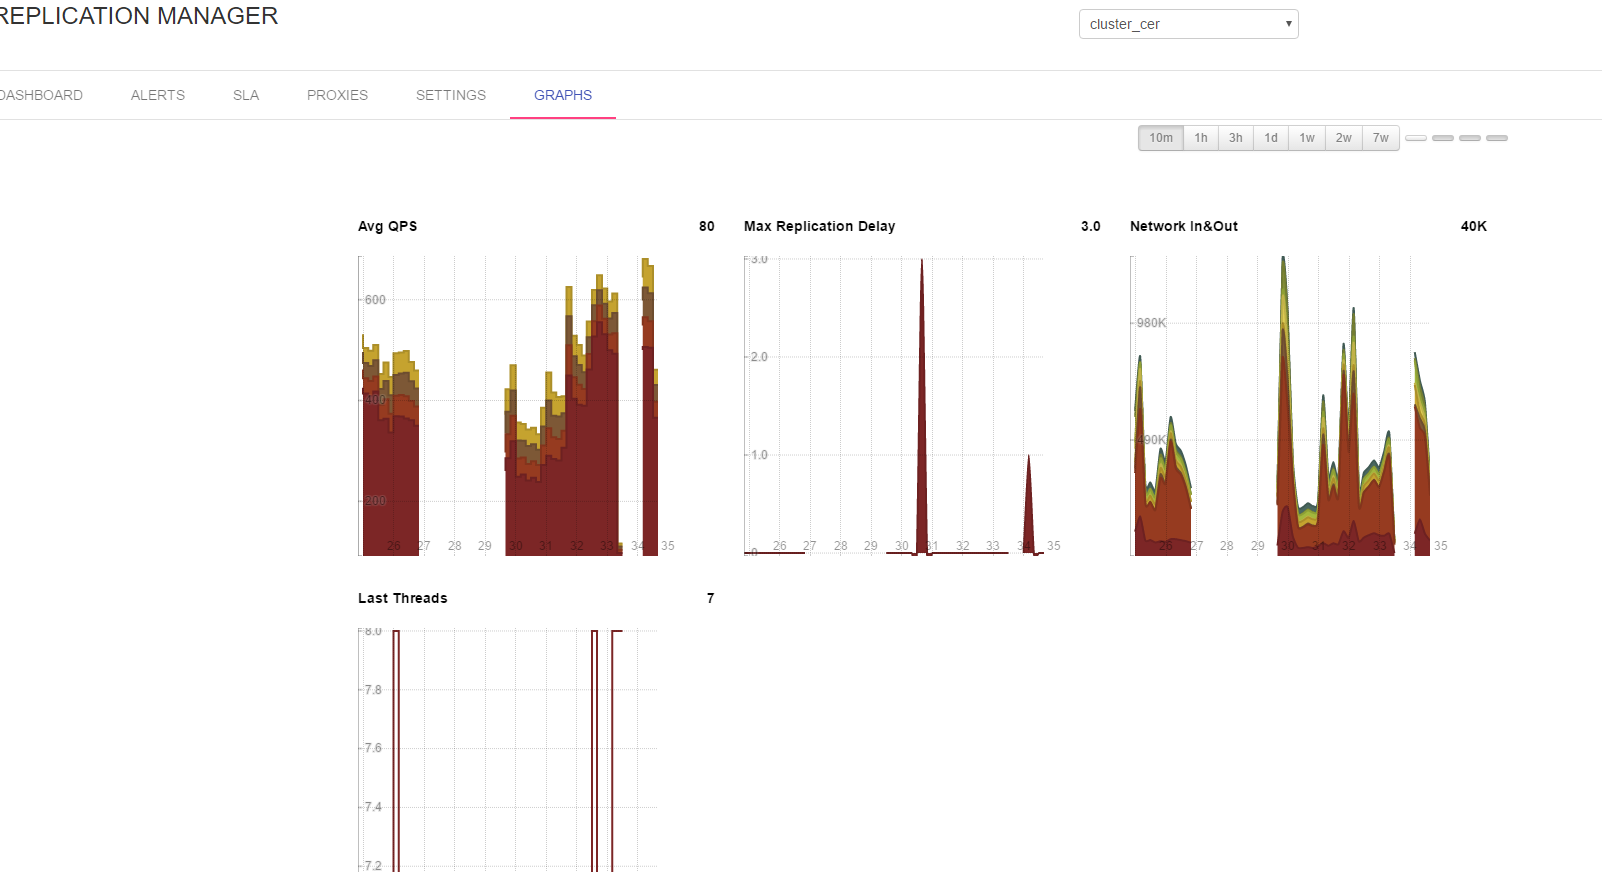 REPLICATION MANAGER
cluster_cer
DASHBOARD ALERTS SLA PROXIES SETTINGS GRAPHS
10m 1h 3h 1d 1w 2w 7w
Avg QPS 80
600
400
200
26 27 28 29 30 31 32 33 34 35
Max Replication Delay 3.0
3.0
2.0
1.0
0
26 27 28 29 30 31 32 33 34 35
Network In&Out 40K
980K
490K
26 27 28 29 30 31 32 33 34 35
Last Threads 7
8.0
7.8
7.6
7.4
7.2